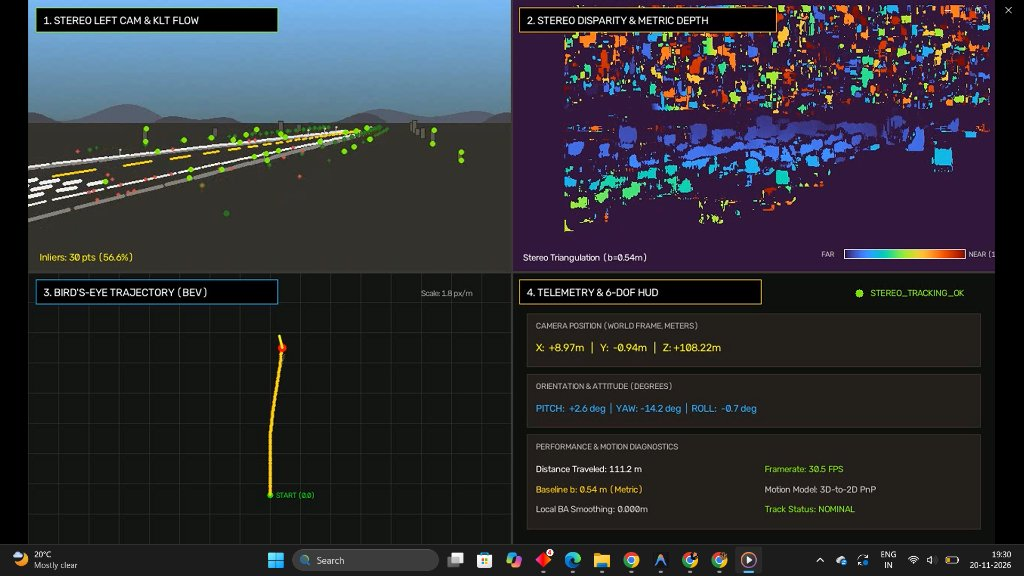 1. STEREO LEFT CAM & KLT FLOW
Inliers: 30 pts (56.6%)
2. STEREO DISPARITY & METRIC DEPTH
Stereo Triangulation (b=0.54m)
FAR
NEAR (1
3. BIRD'S-EYE TRAJECTORY (BEV)
Scale: 1.8 px/m
START (0,0)
4. TELEMETRY & 6-DOF HUD
STEREO_TRACKING_OK
CAMERA POSITION (WORLD FRAME, METERS)
X: +8.97m | Y: -0.94m | Z: +108.22m
ORIENTATION & ATTITUDE (DEGREES)
PITCH: +2.6 deg | YAW: -14.2 deg | ROLL: -0.7 deg
PERFORMANCE & MOTION DIAGNOSTICS
Distance Traveled: 111.2 m
Framerate: 30.5 FPS
Baseline b: 0.54 m (Metric)
Motion Model: 3D-to-2D PnP
Local BA Smoothing: 0.000m
Track Status: NOMINAL
20°C
Mostly clear
Search
4
ENG
IN
19:30
20-11-2026